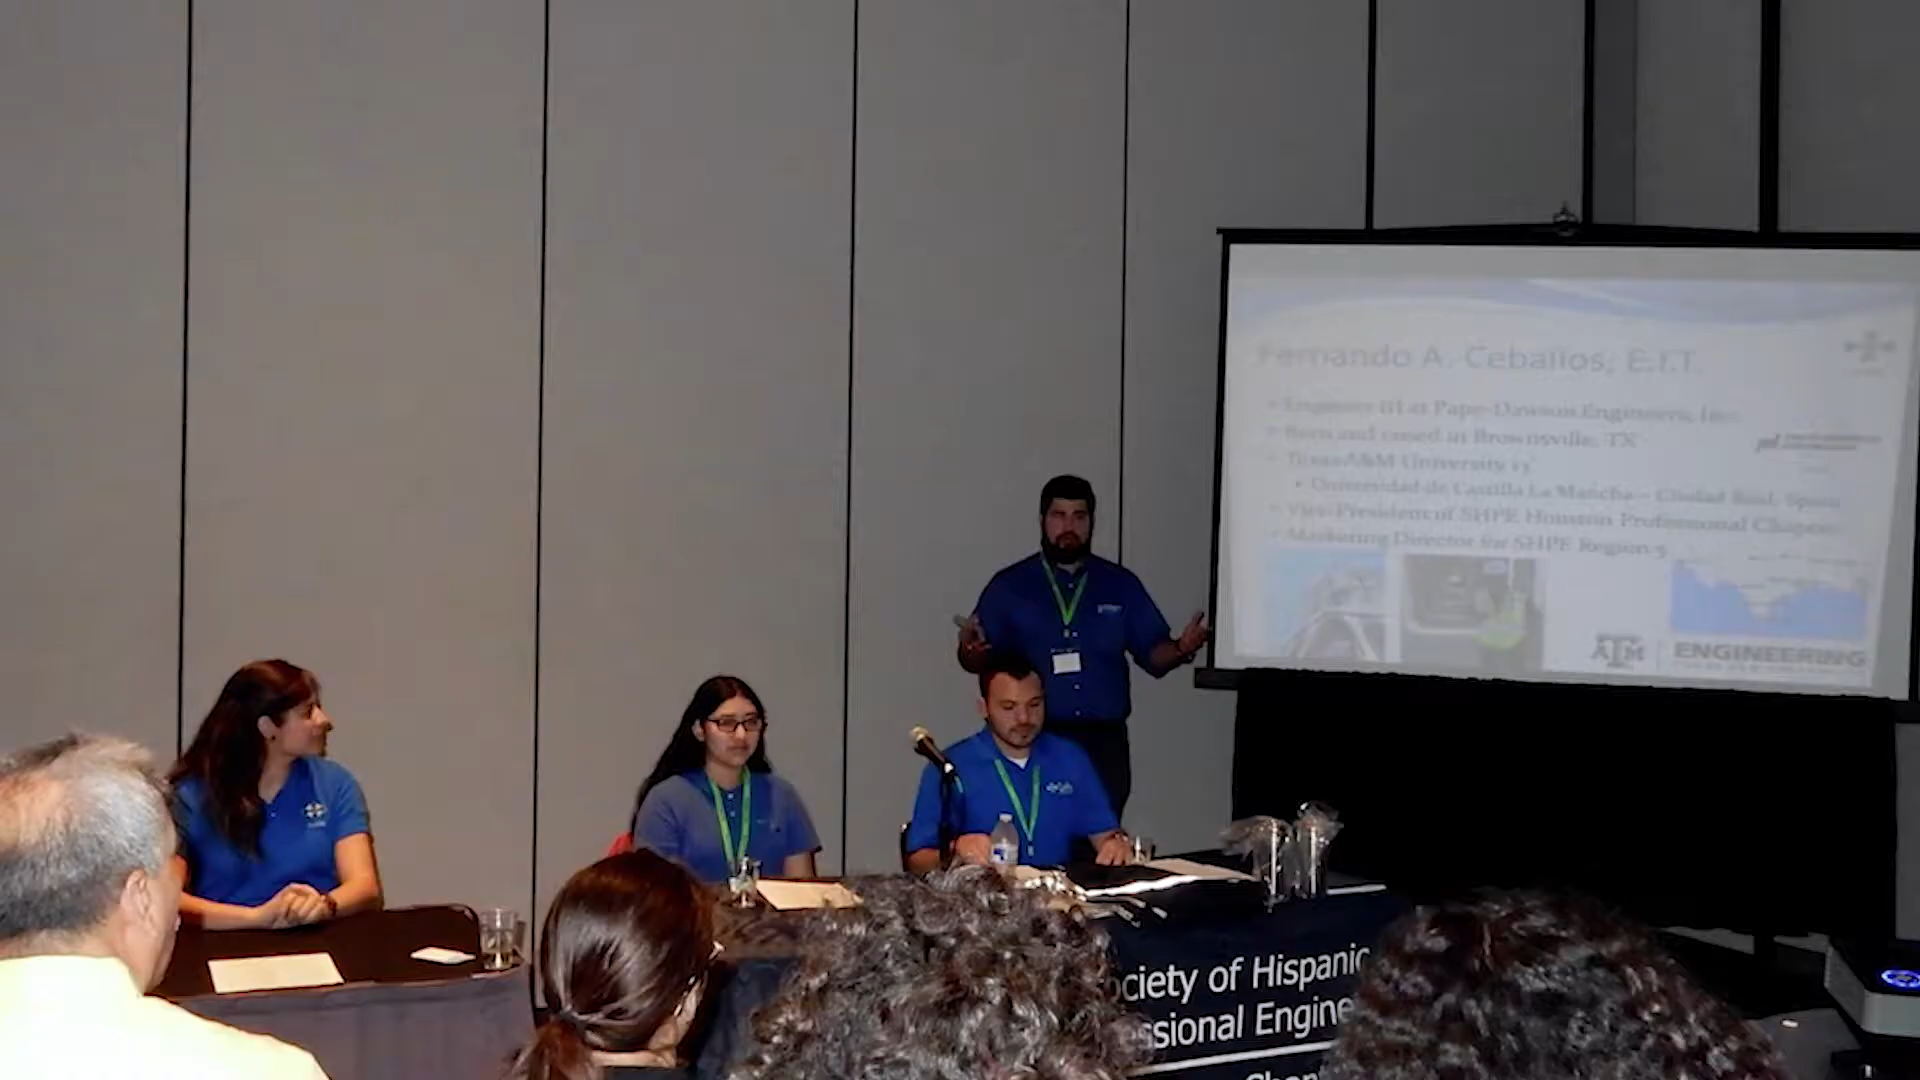 Fernando A. Ceballos, E.I.T.
Engineer III at Pape-Dawson Engineers, Inc.
Born and raised in Brownsville, TX
Texas A&M University
Universidad de Castilla La Mancha – Ciudad Real, Spain
Vice-President of SHPE Houston Professional Chapter
Marketing Director for SHPE Region 5
ATM ENGINEERING
ociety of Hispanic
ssional Engine
Chap